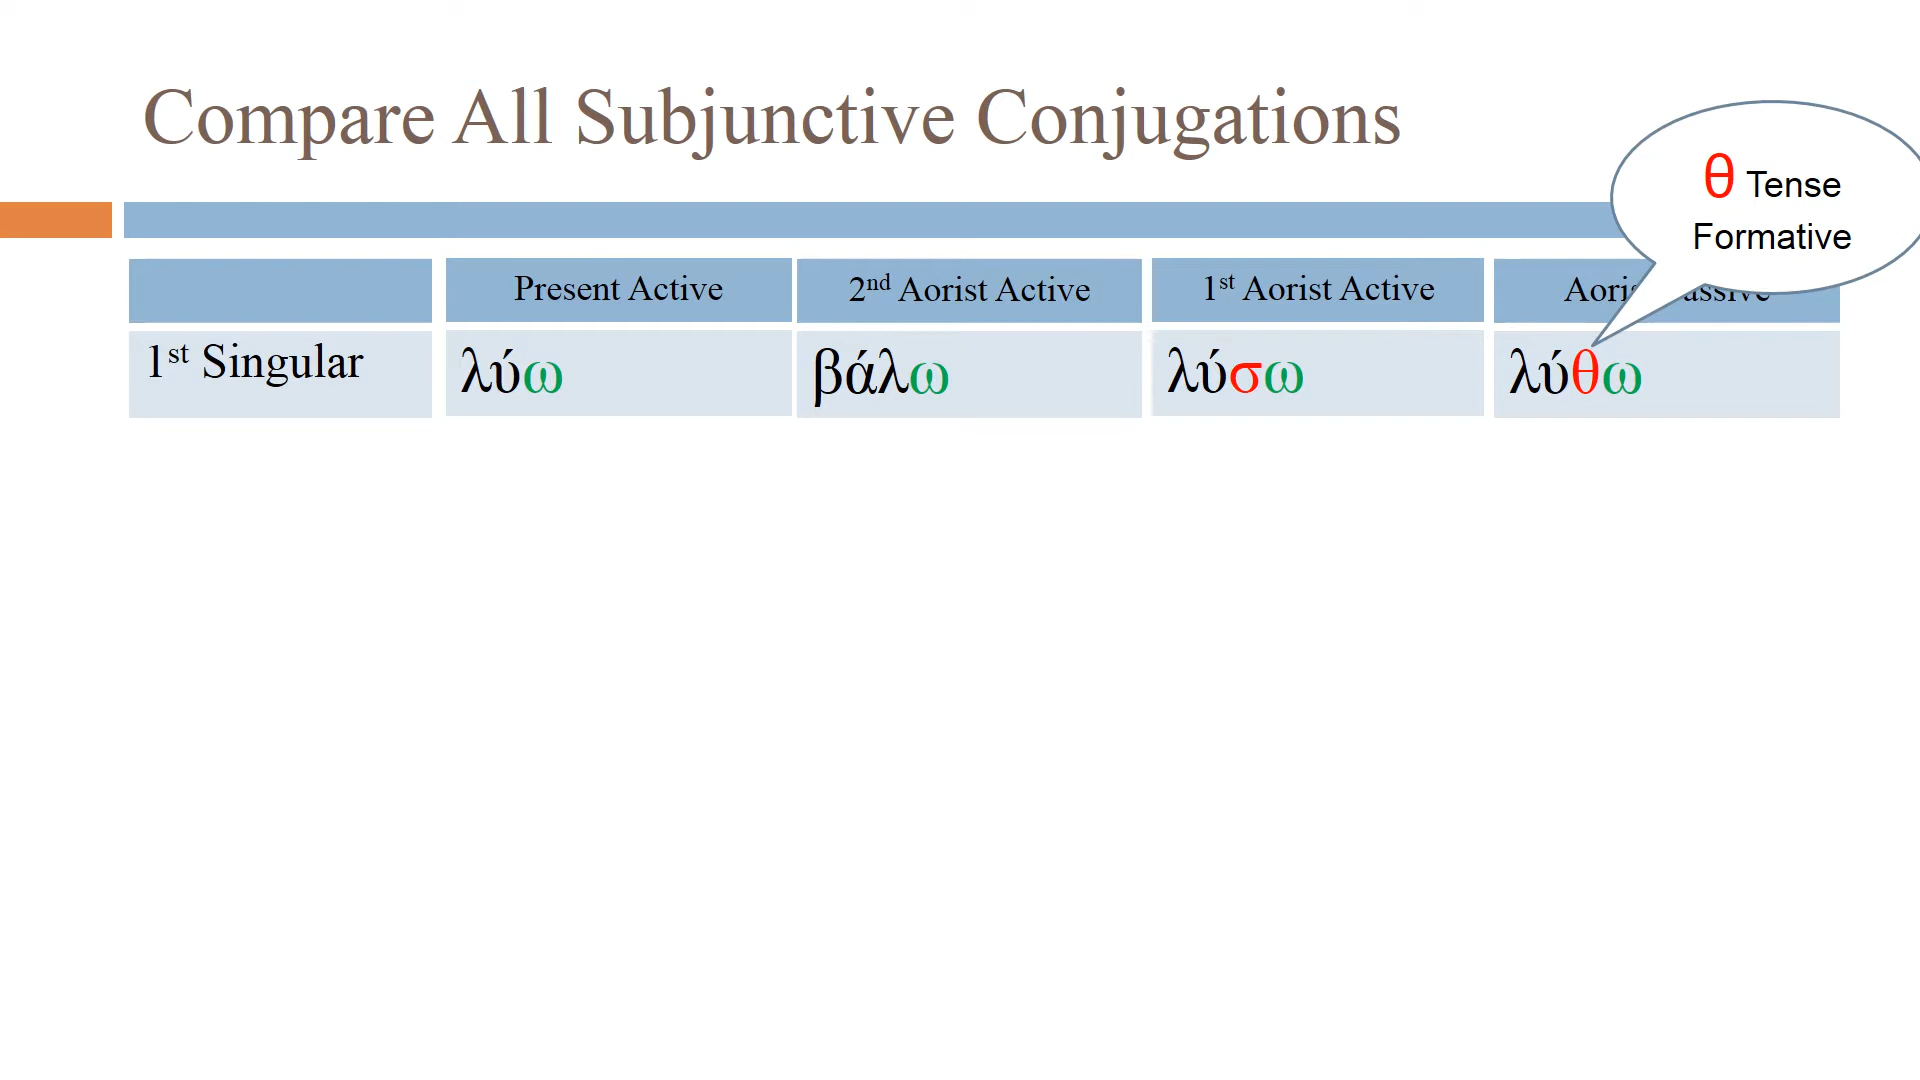 Compare All Subjunctive Conjugations
θ Tense
Formative
Present Active
2nd Aorist Active
1st Aorist Active
1st Singular
λύω
βάλω
λύσω
λύθω